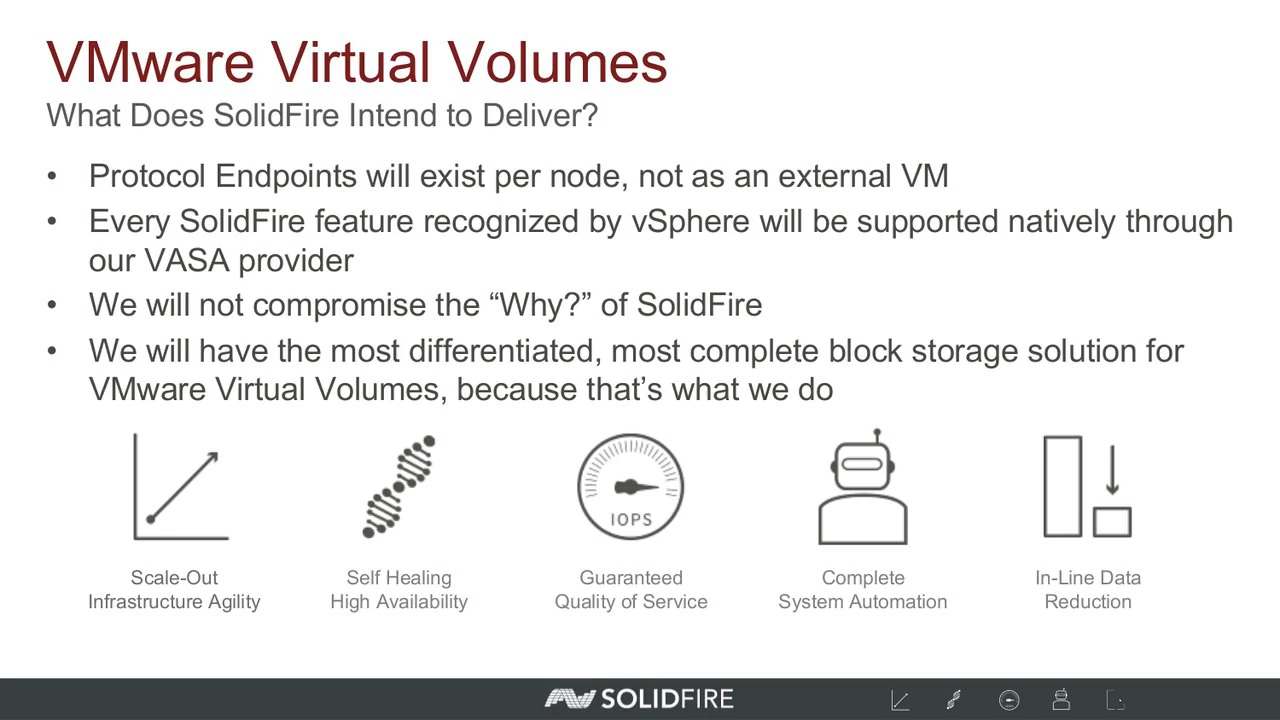 VMware Virtual Volumes
What Does SolidFire Intend to Deliver?
• Protocol Endpoints will exist per node, not as an external VM
• Every SolidFire feature recognized by vSphere will be supported natively through
our VASA provider
• We will not compromise the “Why?” of SolidFire
• We will have the most differentiated, most complete block storage solution for
VMware Virtual Volumes, because that’s what we do
IOPS
Scale-Out
Infrastructure Agility
Self Healing
High Availability
Guaranteed
Quality of Service
Complete
System Automation
In-Line Data
Reduction
SOLIDFIRE